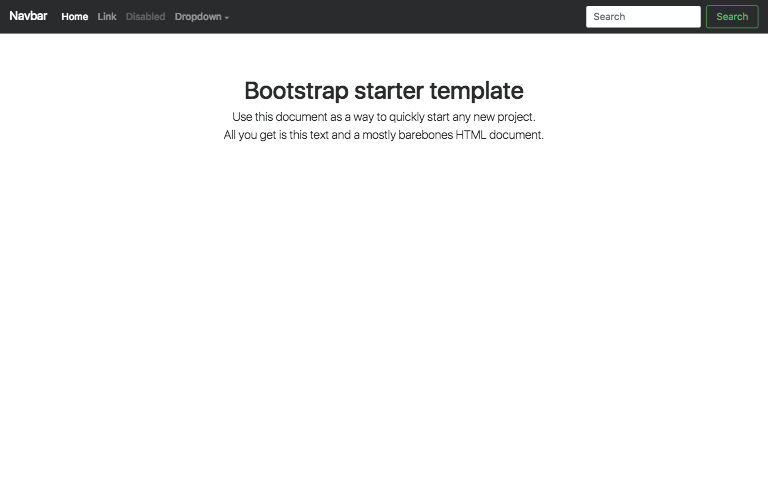 Navbar Home Link Disabled Dropdown Search Search
Bootstrap starter template
Use this document as a way to quickly start any new project.
All you get is this text and a mostly barebones HTML document.